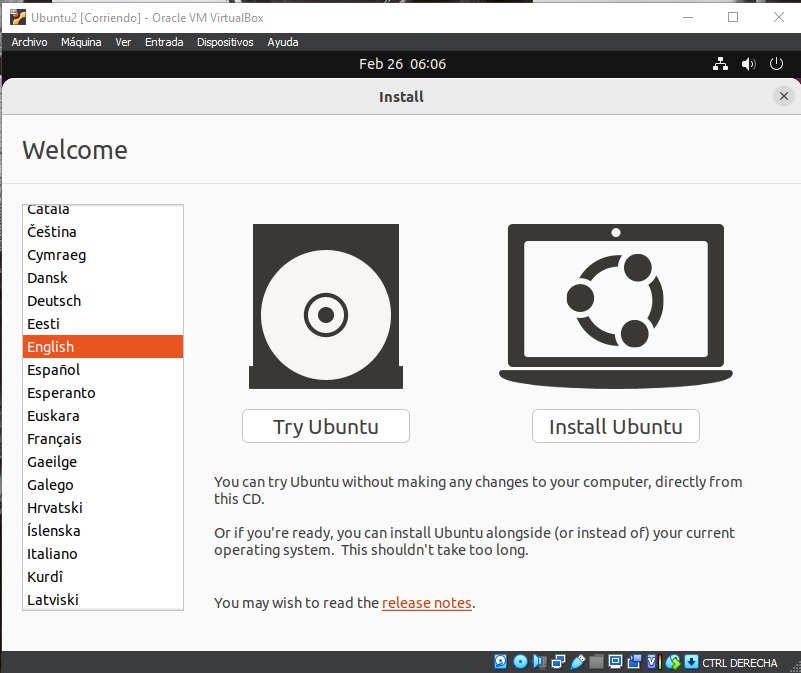 Ubuntu2 [Corriendo] - Oracle VM VirtualBox
Archivo Máquina Ver Entrada Dispositivos Ayuda
Feb 26 06:06
Install
Welcome
Català
Čeština
Cymraeg
Dansk
Deutsch
Eesti
English
Español
Esperanto
Euskara
Français
Gaeilge
Galego
Hrvatski
Íslenska
Italiano
Kurdî
Latviski
Try Ubuntu
Install Ubuntu
You can try Ubuntu without making any changes to your computer, directly from
this CD.
Or if you're ready, you can install Ubuntu alongside (or instead of) your current
operating system. This shouldn't take too long.
You may wish to read the release notes.
CTRL DERECHA